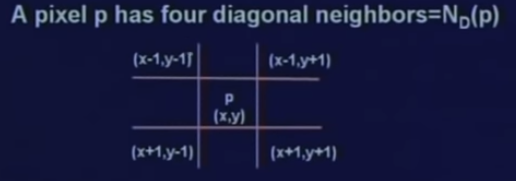 A pixel p has four diagonal neighbors=N_D(p)
(x-1,y-1) (x-1,y+1)
p
(x,y)
(x+1,y-1) (x+1,y+1)